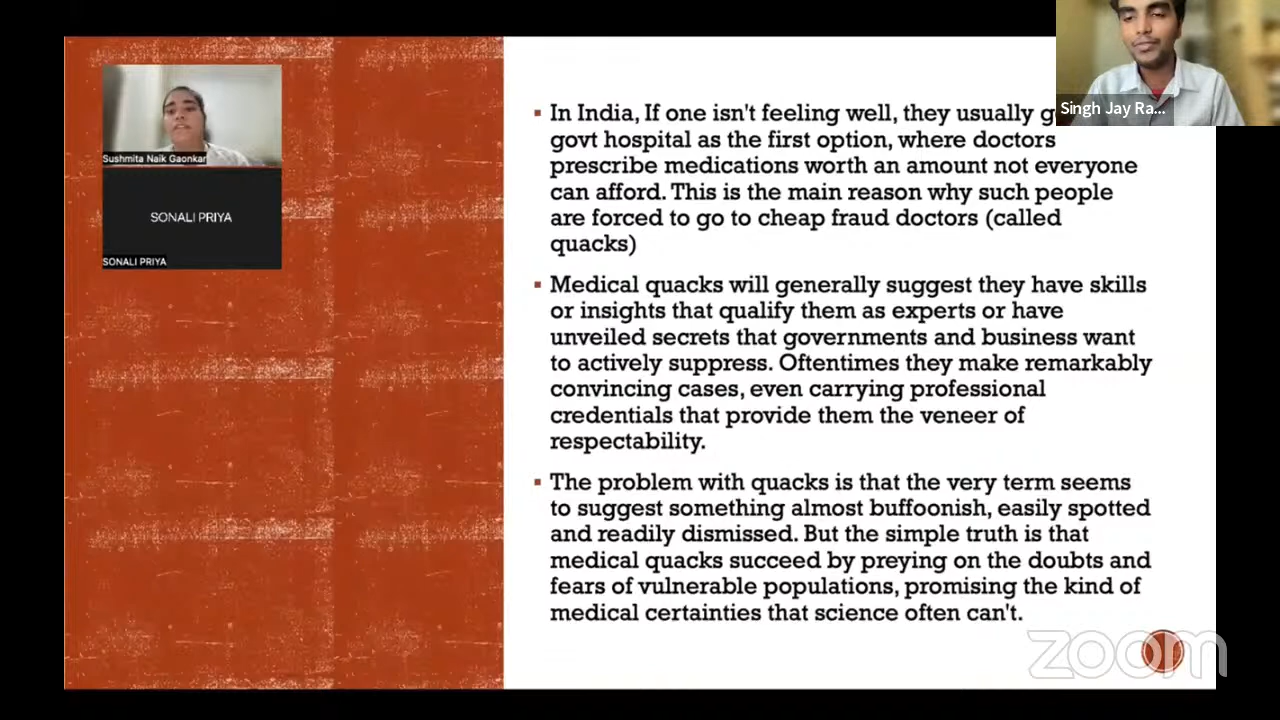 Singh Jay Ra...
Sushmita Naik Gaonkar
SONALI PRIYA
SONALI PRIYA
▪ In India, If one isn't feeling well, they usually g
govt hospital as the first option, where doctors
prescribe medications worth an amount not everyone
can afford. This is the main reason why such people
are forced to go to cheap fraud doctors (called
quacks)
▪ Medical quacks will generally suggest they have skills
or insights that qualify them as experts or have
unveiled secrets that governments and business want
to actively suppress. Oftentimes they make remarkably
convincing cases, even carrying professional
credentials that provide them the veneer of
respectability.
▪ The problem with quacks is that the very term seems
to suggest something almost buffoonish, easily spotted
and readily dismissed. But the simple truth is that
medical quacks succeed by preying on the doubts and
fears of vulnerable populations, promising the kind of
medical certainties that science often can't.
zoom